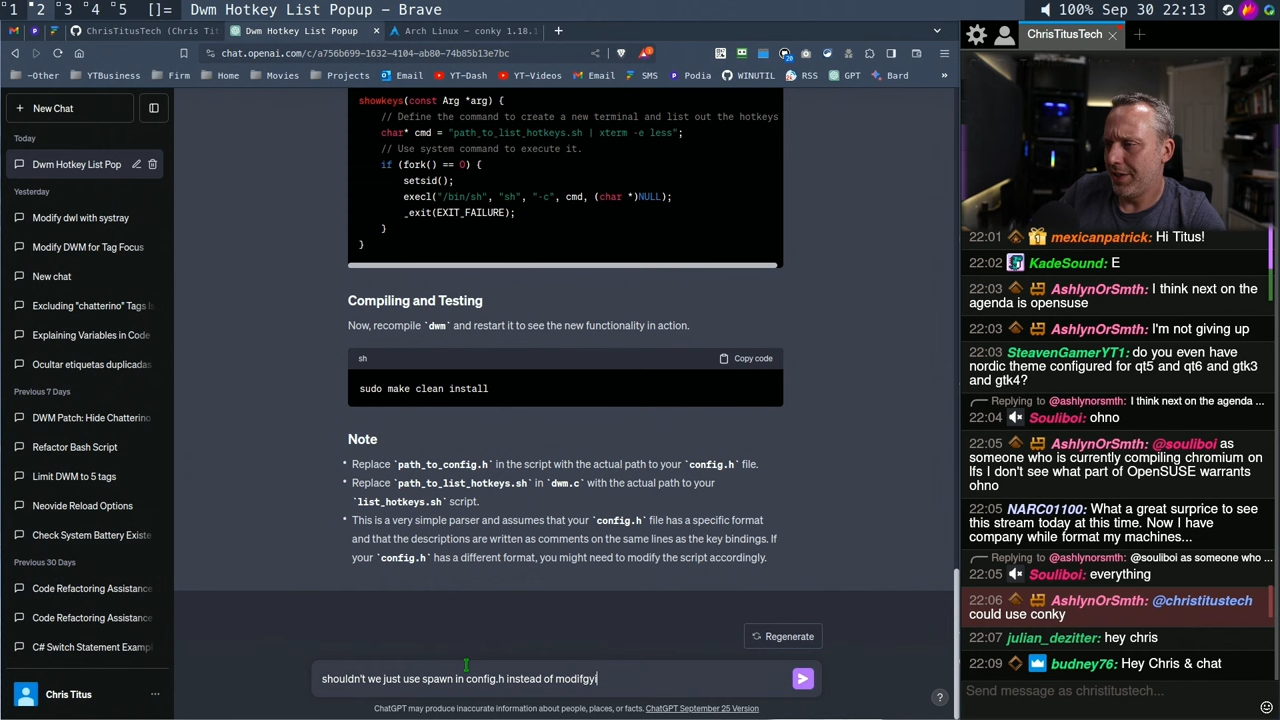 1 2 3 4 5 []= Dwm Hotkey List Popup - Brave
100% Sep 30 22:13
ChrisTitusTech (Chris Tit
Dwm Hotkey List Popup
Arch Linux - conky 1.18.1
chat.openai.com/c/a756b699-1632-4104-ab80-74b85b13e7bc
-Other YTBusiness Firm Home Movies Projects Email YT-Dash YT-Videos Email SMS Podia WINUTIL RSS GPT Bard
New Chat
Today
Dwm Hotkey List Pop
Yesterday
Modify dwl with systray
Modify DWM for Tag Focus
New chat
Excluding "chatterino" Tags is
Explaining Variables in Code
Ocultar etiquetas duplicadas
Previous 7 Days
DWM Patch: Hide Chatterino
Refactor Bash Script
Limit DWM to 5 tags
Neovide Reload Options
Check System Battery Existe
Previous 30 Days
Code Refactoring Assistance
Code Refactoring Assistance
C# Switch Statement Exampl
Chris Titus
showkeys(const Arg *arg) {
// Define the command to create a new terminal and list out the hotkeys
char* cmd = "path_to_list_hotkeys.sh | xterm -e less";
// Use system command to execute it.
if (fork() == 0) {
setsid();
execl("/bin/sh", "sh", "-c", cmd, (char *)NULL);
_exit(EXIT_FAILURE);
}
}
Compiling and Testing
Now, recompile `dwm` and restart it to see the new functionality in action.
sh Copy code
sudo make clean install
Note
• Replace `path_to_config.h` in the script with the actual path to your `config.h` file.
• Replace `path_to_list_hotkeys.sh` in `dwm.c` with the actual path to your
`list_hotkeys.sh` script.
• This is a very simple parser and assumes that your `config.h` file has a specific format
and that the descriptions are written as comments on the same lines as the key bindings. If
your `config.h` has a different format, you might need to modify the script accordingly.
Regenerate
shouldn't we just use spawn in config.h instead of modifgyi
ChatGPT may produce inaccurate information about people, places, or facts. ChatGPT September 25 Version
?
ChrisTitusTech
22:01 mexicanpatrick: Hi Titus!
22:02 KadeSound: E
22:03 AshlynOrSmth: I think next on the
agenda is opensuse
22:03 AshlynOrSmth: I'm not giving up
22:03 SteavenGamerYT1: do you even have
nordic theme configured for qt5 and qt6 and gtk3
and gtk4?
Replying to @ashlynorsmth: I think next on the agenda ...
22:04 Souliboi: ohno
22:05 AshlynOrSmth: @souliboi as
someone who is currently compiling chromium on
lfs I don't see what part of OpenSUSE warrants
ohno
22:05 NARC01100: What a great surprice to see
this stream today at this time. Now I have
company while format my machines...
Replying to @ashlynorsmth: @souliboi as someone who ...
22:05 Souliboi: everything
22:06 AshlynOrSmth: @christitustech
could use conky
22:07 julian_dezitter: hey chris
22:09 budney76: Hey Chris & chat
Send message as christitustech...